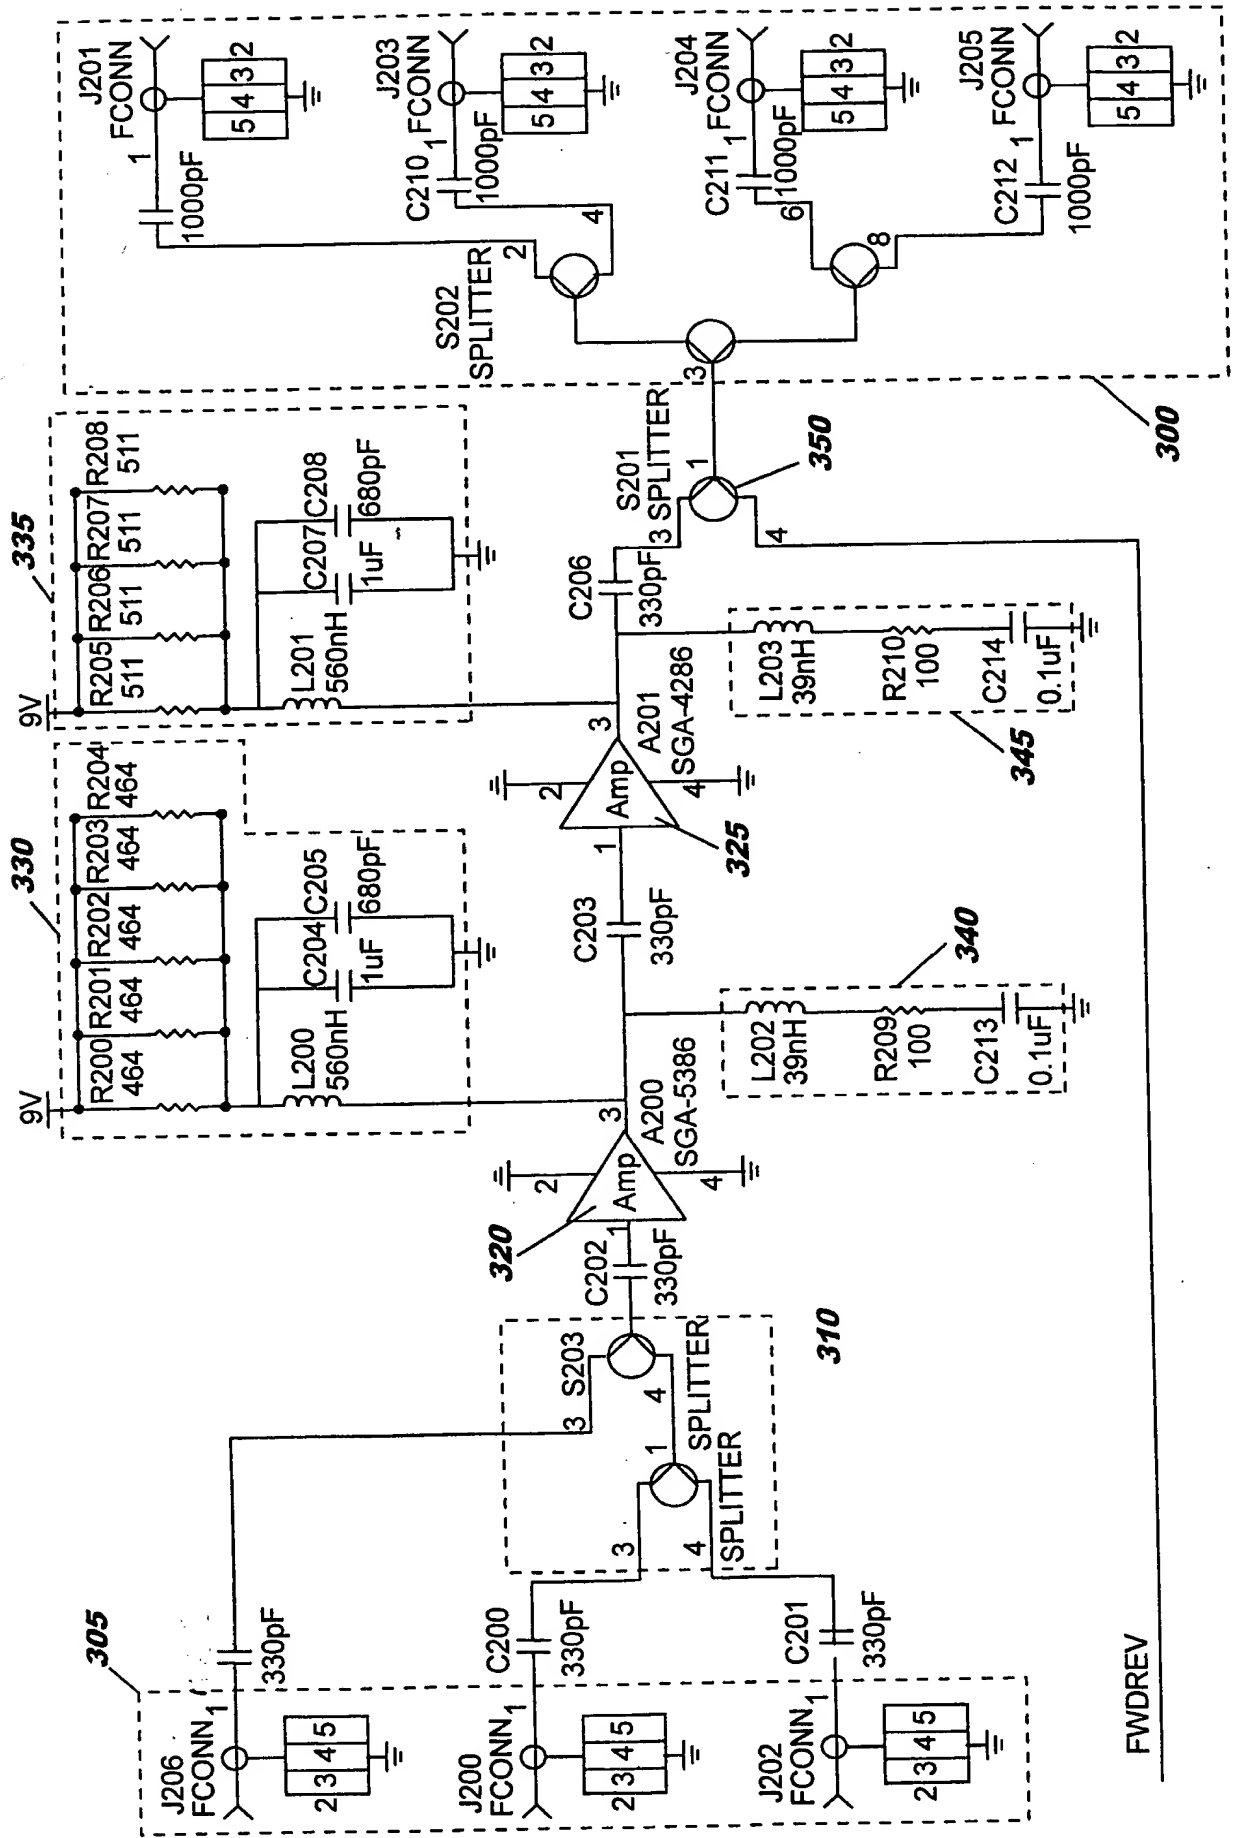 305
J206
FCONN
1
330pF
2 3 4 5
J200
FCONN
1
C200
330pF
2 3 4 5
J202
FCONN
1
C201
330pF
2 3 4 5
FWDREV
310
3
4
1
SPLITTER
SPLITTER
S203
3
4
C202
330pF
320
1
Amp
2
4
3
A200
SGA-5386
330
9V
R200
464
R201
464
R202
464
R203
464
R204
464
L200
560nH
C204
1uF
C205
680pF
340
L202
39nH
R209
100
C213
0.1uF
C203
330pF
325
1
Amp
2
4
3
A201
SGA-4286
335
9V
R205
511
R206
511
R207
511
R208
511
L201
560nH
C207
1uF
C208
680pF
345
L203
39nH
R210
100
C214
0.1uF
C206
330pF
S201
SPLITTER
3
4
1
350
300
S202
SPLITTER
3
2
4
6
8
1000pF
1
J201
FCONN
5 4 3 2
C210
1000pF
1
J203
FCONN
5 4 3 2
C211
1000pF
1
J204
FCONN
5 4 3 2
C212
1000pF
1
J205
FCONN
5 4 3 2